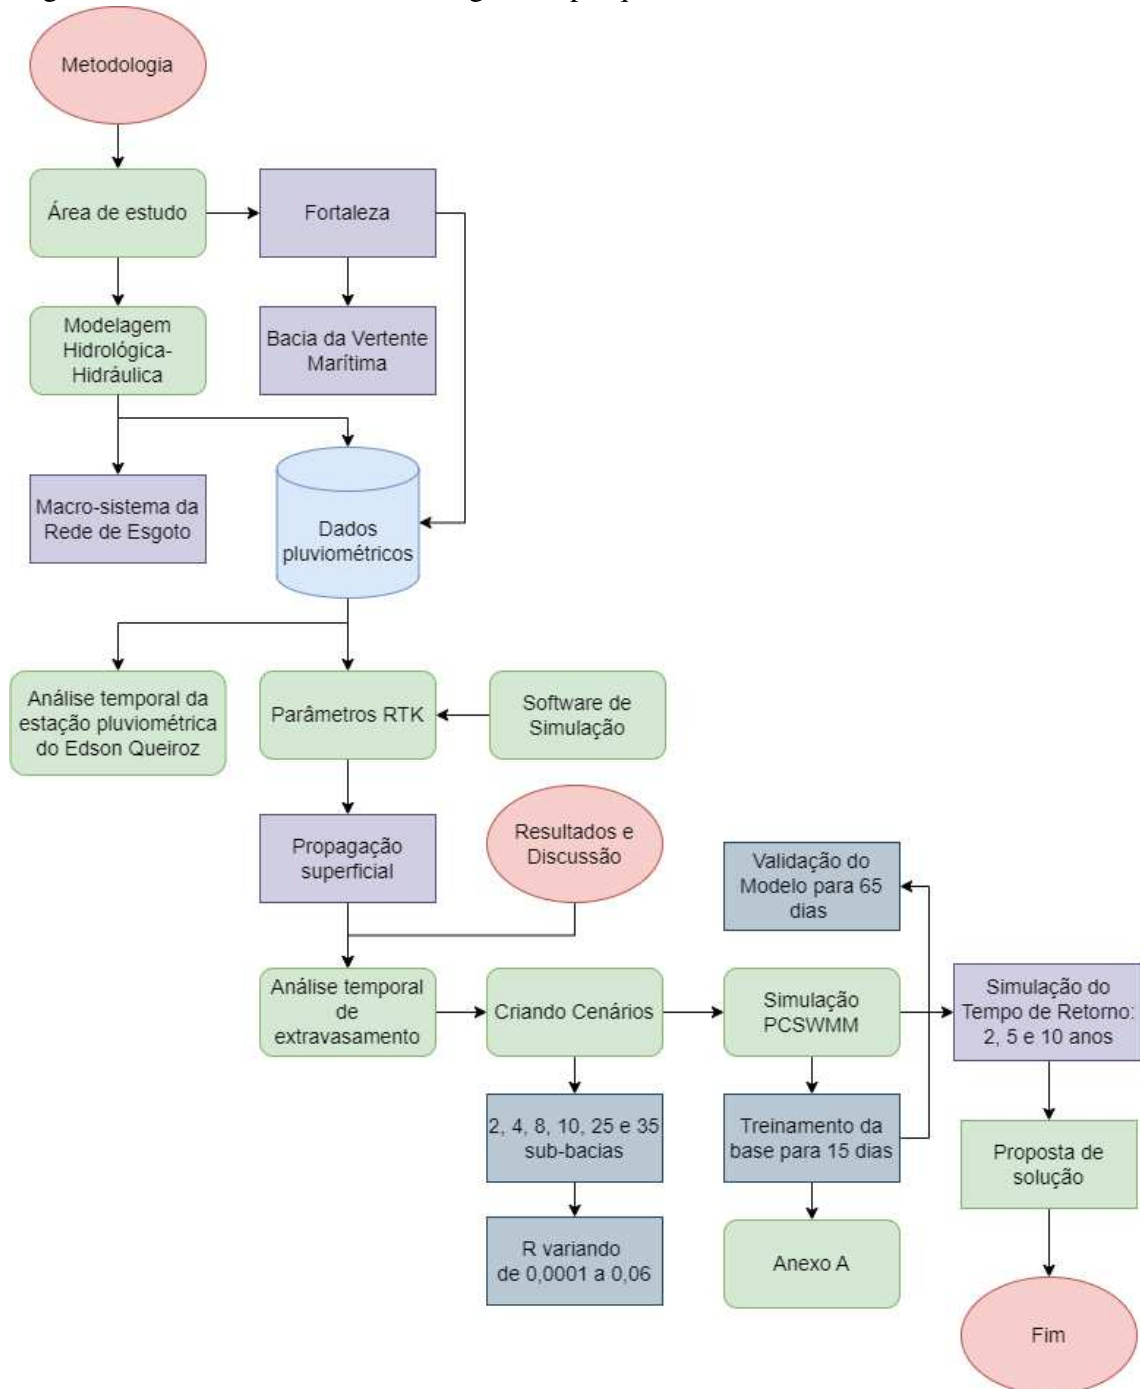 Metodologia
Área de estudo
Fortaleza
Modelagem
Hidrológica-
Hidráulica
Bacia da Vertente
Marítima
Macro-sistema da
Rede de Esgoto
Dados
pluviométricos
Análise temporal da
estação pluviométrica
do Edson Queiroz
Parâmetros RTK
Software de
Simulação
Propagação
superficial
Resultados e
Discussão
Validação do
Modelo para 65
dias
Análise temporal
de
extravasamento
Criando Cenários
Simulação
PCSWMM
Simulação do
Tempo de Retorno:
2, 5 e 10 anos
2, 4, 8, 10, 25 e 35
sub-bacias
Treinamento da
base para 15 dias
Proposta de
solução
R variando
de 0,0001 a 0,06
Anexo A
Fim